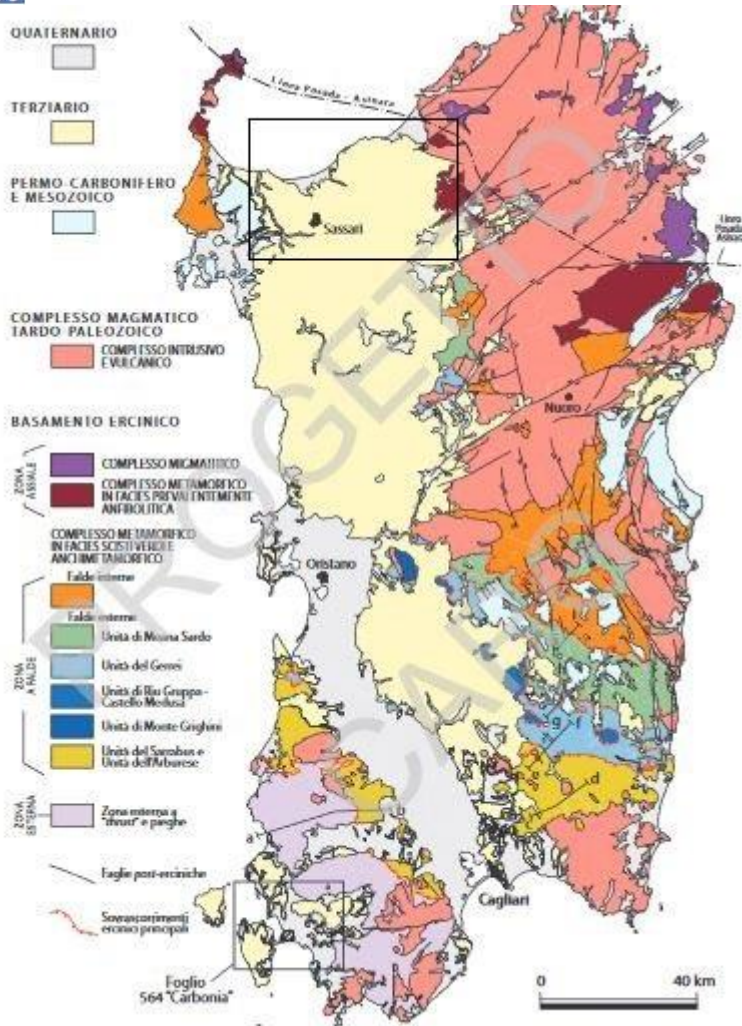 QUATERNARIO
TERZIARIO
PERMO-CARBONIFERO
E MESOZOICO
COMPLESSO MAGMATICO
TARDO PALEOZOICO
COMPLESSO INTRUSIVO
E VULCANICO
BASAMENTO ERCINICO
ZONA
ASSIALE
COMPLESSO MIGMATITICO
COMPLESSO METAMORFICO
IN FACIES PREVALENTEMENTE
ANFIBOLITICA
COMPLESSO METAMORFICO
IN FACIES SCISTI VERDI E
ANCHIMETAMORFICO
ZONA
A FALDE
Falde interne
Falde esterne
Unità di Meana Sardo
Unità del Gerrei
Unità di Riu Gruppa-
Castello Medusa
Unità di Monte Grighini
Unità del Sarrabus e
Unità dell'Arburese
ZONA
ESTERNA
Zona esterna a
"thrust" e pieghe
Faglie post-erciniche
Sovrascorrimenti
ercinici principali
Linea Posada - Asinara
Sassari
Linea
Posada
Asinara
Nuoro
Oristano
g
f
d
a
Cagliari
Foglio
564 "Carbonia"
0 40 km
PROGETTO
CARG